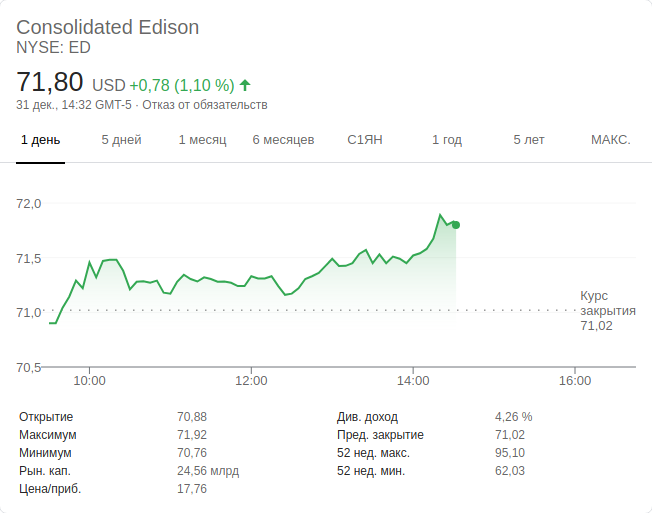 Consolidated Edison
NYSE: ED
71,80 USD +0,78 (1,10 %)
31 дек., 14:32 GMT-5 · Отказ от обязательств
1 день 5 дней 1 месяц 6 месяцев С1ЯН 1 год 5 лет МАКС.
72,0
71,5
71,0
70,5
Курс
закрытия
71,02
10:00 12:00 14:00 16:00
Открытие 70,88 Див. доход 4,26 %
Максимум 71,92 Пред. закрытие 71,02
Минимум 70,76 52 нед. макс. 95,10
Рын. кап. 24,56 млрд 52 нед. мин. 62,03
Цена/приб. 17,76